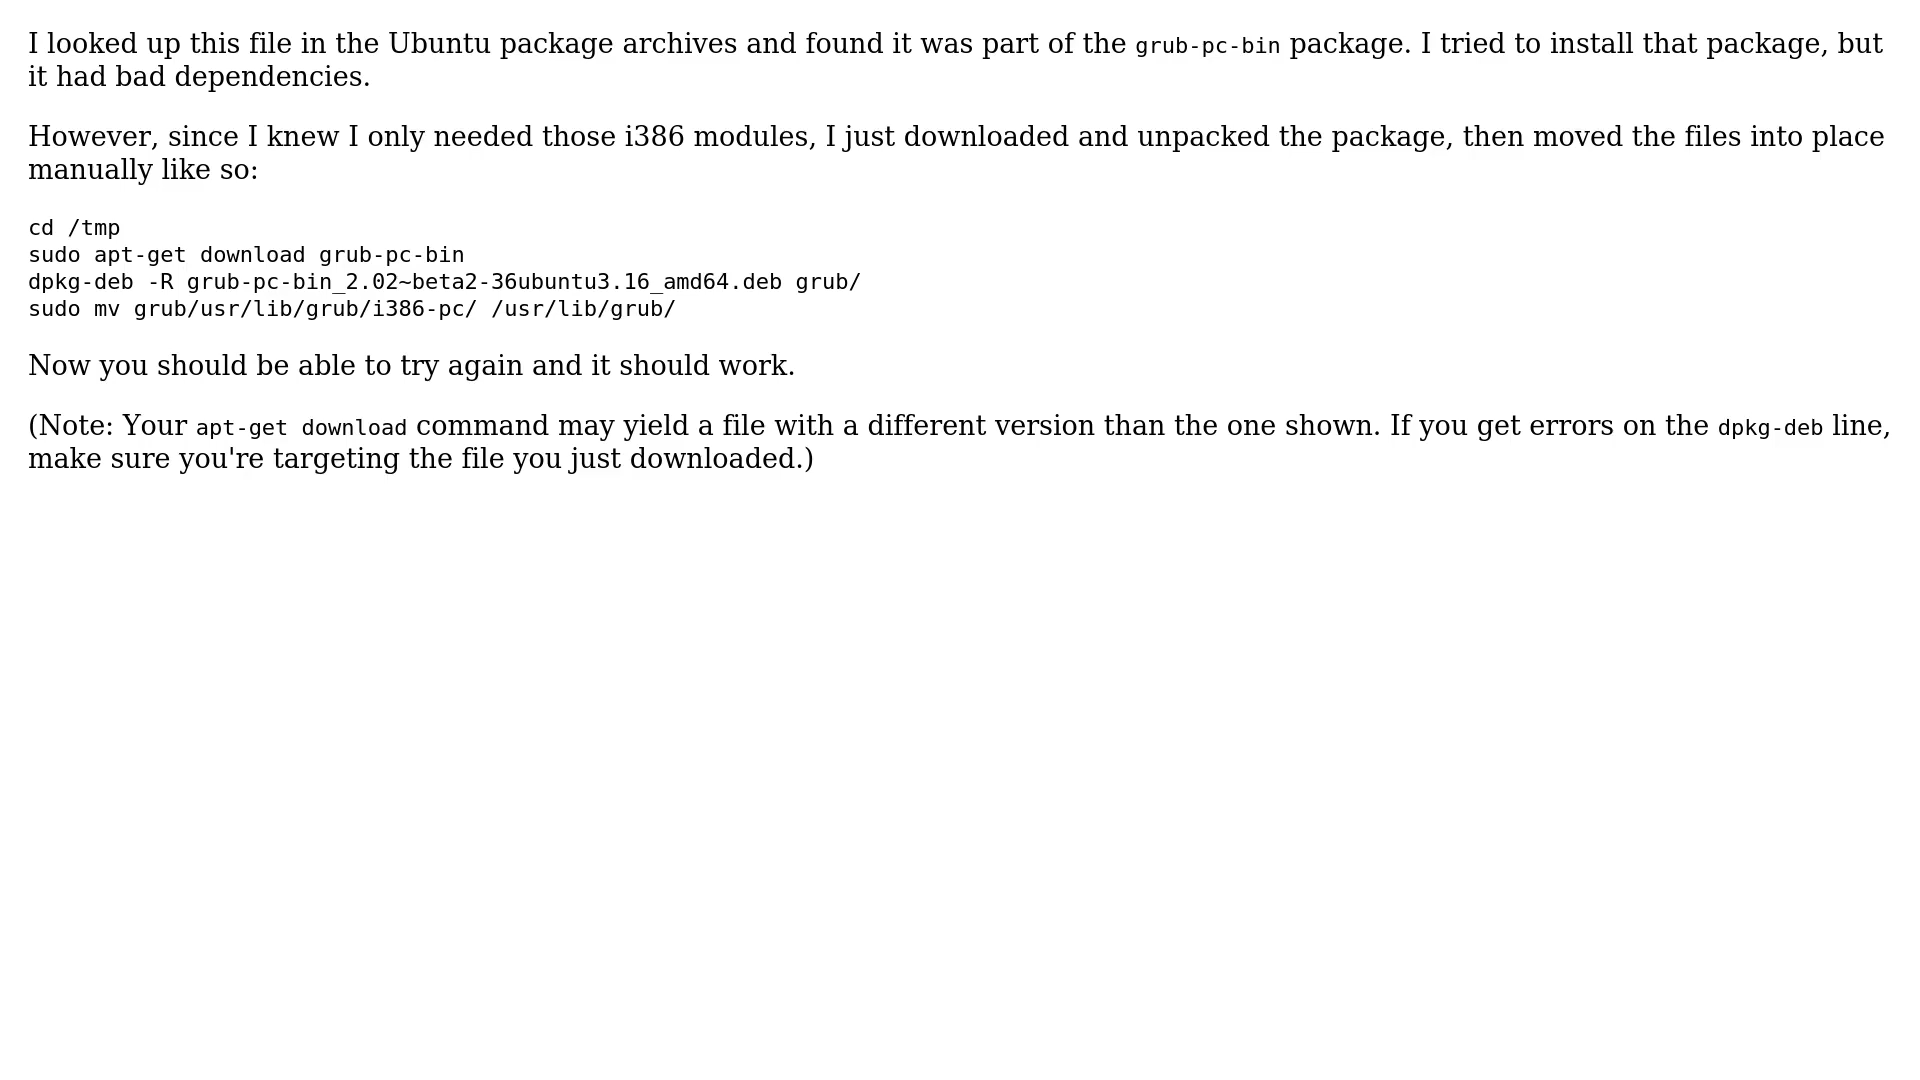 I looked up this file in the Ubuntu package archives and found it was part of the grub-pc-bin package. I tried to install that package, but
it had bad dependencies.
However, since I knew I only needed those i386 modules, I just downloaded and unpacked the package, then moved the files into place
manually like so:
cd /tmp
sudo apt-get download grub-pc-bin
dpkg-deb -R grub-pc-bin_2.02~beta2-36ubuntu3.16_amd64.deb grub/
sudo mv grub/usr/lib/grub/i386-pc/ /usr/lib/grub/
Now you should be able to try again and it should work.
(Note: Your apt-get download command may yield a file with a different version than the one shown. If you get errors on the dpkg-deb line,
make sure you're targeting the file you just downloaded.)